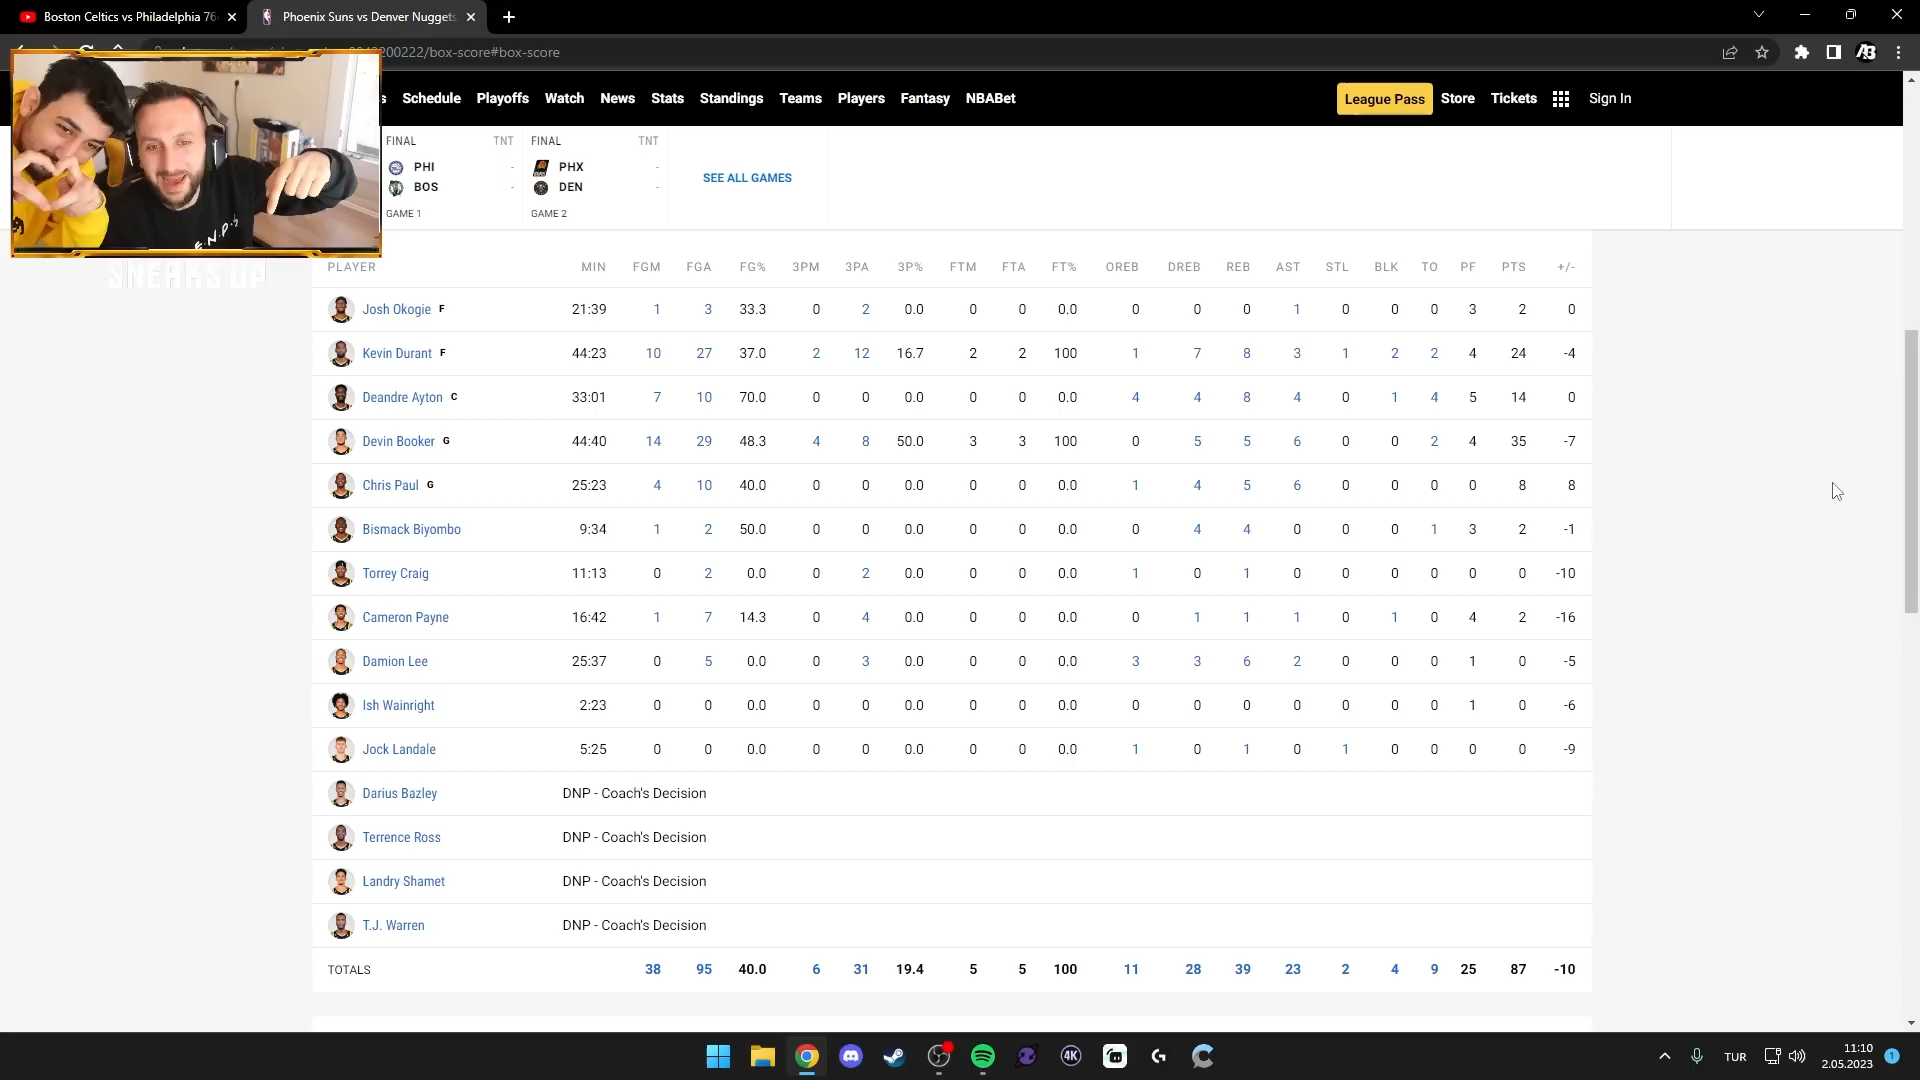 Boston Celtics vs Philadelphia 76
Phoenix Suns vs Denver Nuggets
00222/box-score#box-score
s Schedule Playoffs Watch News Stats Standings Teams Players Fantasy NBABet League Pass Store Tickets Sign In
FINAL TNT FINAL TNT
PHI - PHX -
BOS - DEN -
SEE ALL GAMES
GAME 1 GAME 2
SNEAKS UP
PLAYER MIN FGM FGA FG% 3PM 3PA 3P% FTM FTA FT% OREB DREB REB AST STL BLK TO PF PTS +/-
Josh Okogie F 21:39 1 3 33.3 0 2 0.0 0 0 0.0 0 0 0 1 0 0 0 3 2 0
Kevin Durant F 44:23 10 27 37.0 2 12 16.7 2 2 100 1 7 8 3 1 2 2 4 24 -4
Deandre Ayton C 33:01 7 10 70.0 0 0 0.0 0 0 0.0 4 4 8 4 0 1 4 5 14 0
Devin Booker G 44:40 14 29 48.3 4 8 50.0 3 3 100 0 5 5 6 0 0 2 4 35 -7
Chris Paul G 25:23 4 10 40.0 0 0 0.0 0 0 0.0 1 4 5 6 0 0 0 0 8 8
Bismack Biyombo 9:34 1 2 50.0 0 0 0.0 0 0 0.0 0 4 4 0 0 0 1 3 2 -1
Torrey Craig 11:13 0 2 0.0 0 2 0.0 0 0 0.0 1 0 1 0 0 0 0 0 0 -10
Cameron Payne 16:42 1 7 14.3 0 4 0.0 0 0 0.0 0 1 1 1 0 1 0 4 2 -16
Damion Lee 25:37 0 5 0.0 0 3 0.0 0 0 0.0 3 3 6 2 0 0 0 1 0 -5
Ish Wainright 2:23 0 0 0.0 0 0 0.0 0 0 0.0 0 0 0 0 0 0 0 1 0 -6
Jock Landale 5:25 0 0 0.0 0 0 0.0 0 0 0.0 1 0 1 0 1 0 0 0 0 -9
Darius Bazley DNP - Coach's Decision
Terrence Ross DNP - Coach's Decision
Landry Shamet DNP - Coach's Decision
T.J. Warren DNP - Coach's Decision
TOTALS 38 95 40.0 6 31 19.4 5 5 100 11 28 39 23 2 4 9 25 87 -10
4K
TUR
11:10
2.05.2023
1